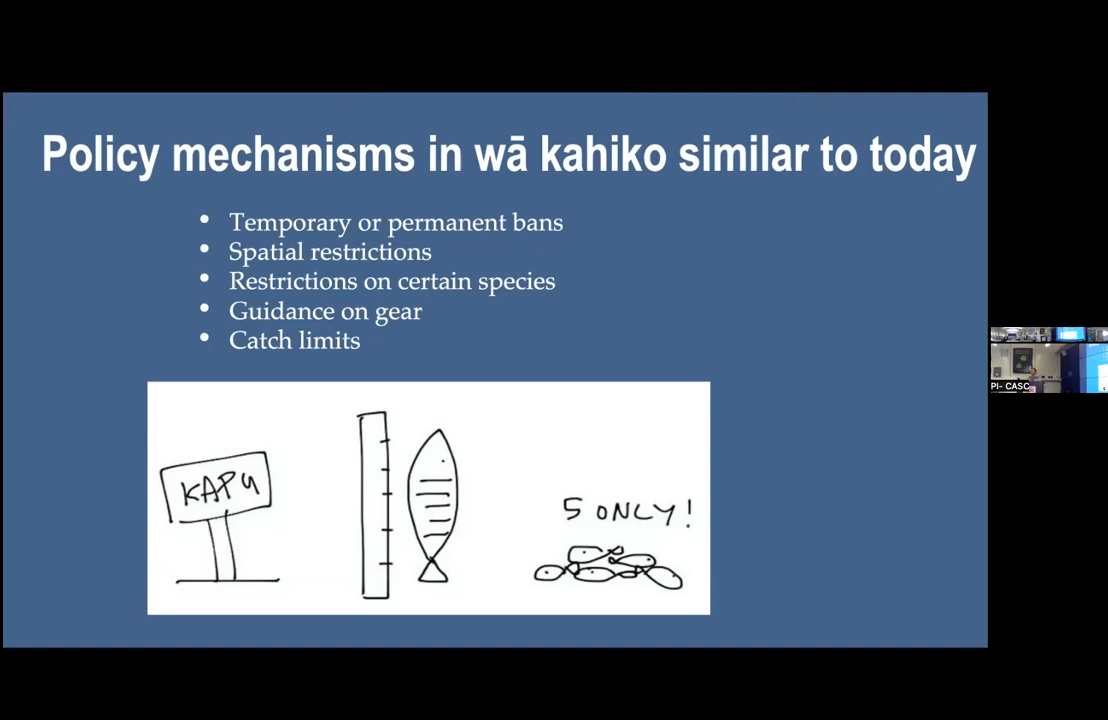 Policy mechanisms in wā kahiko similar to today
• Temporary or permanent bans
• Spatial restrictions
• Restrictions on certain species
• Guidance on gear
• Catch limits
KAPU
5 ONLY!
PI- CASC